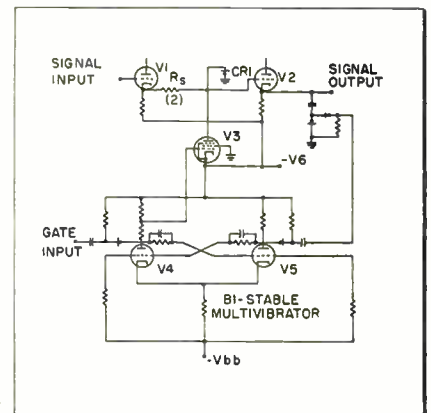 V1
CR1
V2
SIGNAL
INPUT
Rs
(2)
SIGNAL
OUTPUT
V3
-V6
GATE
INPUT
V4
V5
BI-STABLE
MULTIVIBRATOR
-Vbb